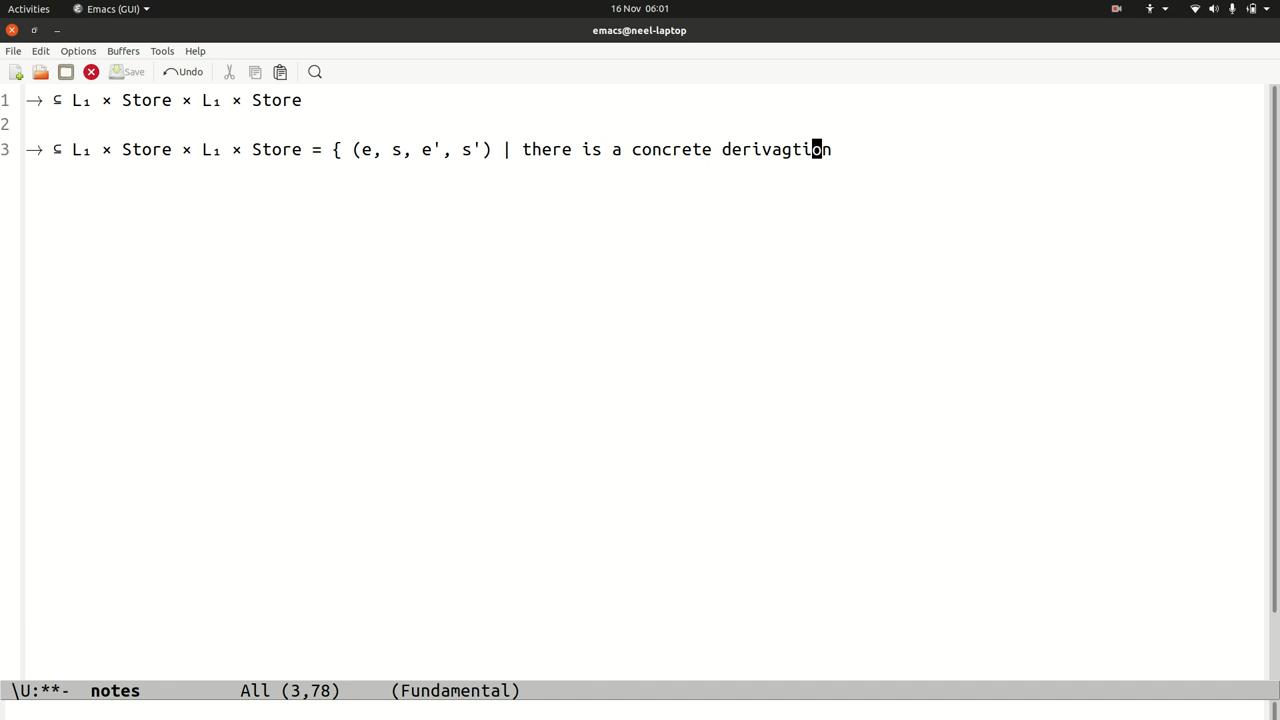 Activities Emacs (GUI) 16 Nov 06:01
emacs@neel-laptop
File Edit Options Buffers Tools Help
Save Undo
1 → ⊆ L₁ × Store × L₁ × Store
2
3 → ⊆ L₁ × Store × L₁ × Store = { (e, s, e', s') | there is a concrete derivagtion
\U:**- notes All (3,78) (Fundamental)